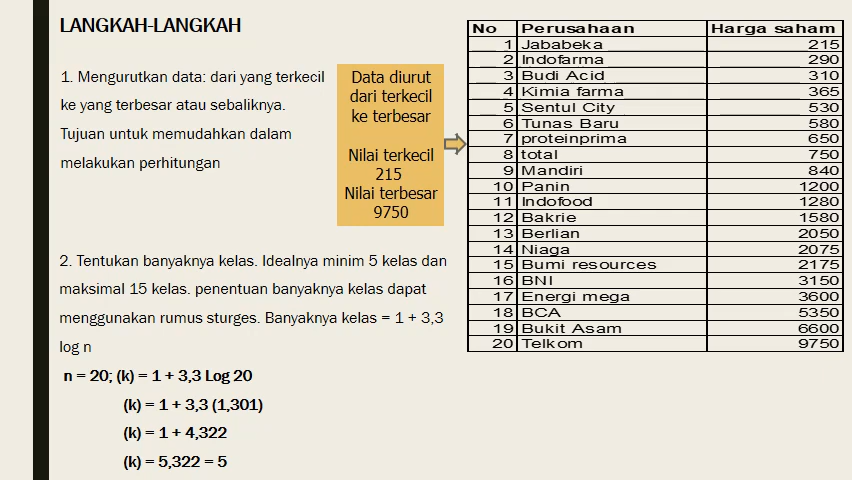 LANGKAH-LANGKAH
1. Mengurutkan data: dari yang terkecil
ke yang terbesar atau sebaliknya.
Tujuan untuk memudahkan dalam
melakukan perhitungan
Data diurut
dari terkecil
ke terbesar
Nilai terkecil
215
Nilai terbesar
9750
2. Tentukan banyaknya kelas. Idealnya minim 5 kelas dan
maksimal 15 kelas. penentuan banyaknya kelas dapat
menggunakan rumus sturges. Banyaknya kelas = 1 + 3,3
log n
n = 20; (k) = 1 + 3,3 Log 20
(k) = 1 + 3,3 (1,301)
(k) = 1 + 4,322
(k) = 5,322 = 5
No Perusahaan Harga saham
1 Jababeka 215
2 Indofarma 290
3 Budi Acid 310
4 Kimia farma 365
5 Sentul City 530
6 Tunas Baru 580
7 proteinprima 650
8 total 750
9 Mandiri 840
10 Panin 1200
11 Indofood 1280
12 Bakrie 1580
13 Berlian 2050
14 Niaga 2075
15 Bumi resources 2175
16 BNI 3150
17 Energi mega 3600
18 BCA 5350
19 Bukit Asam 6600
20 Telkom 9750